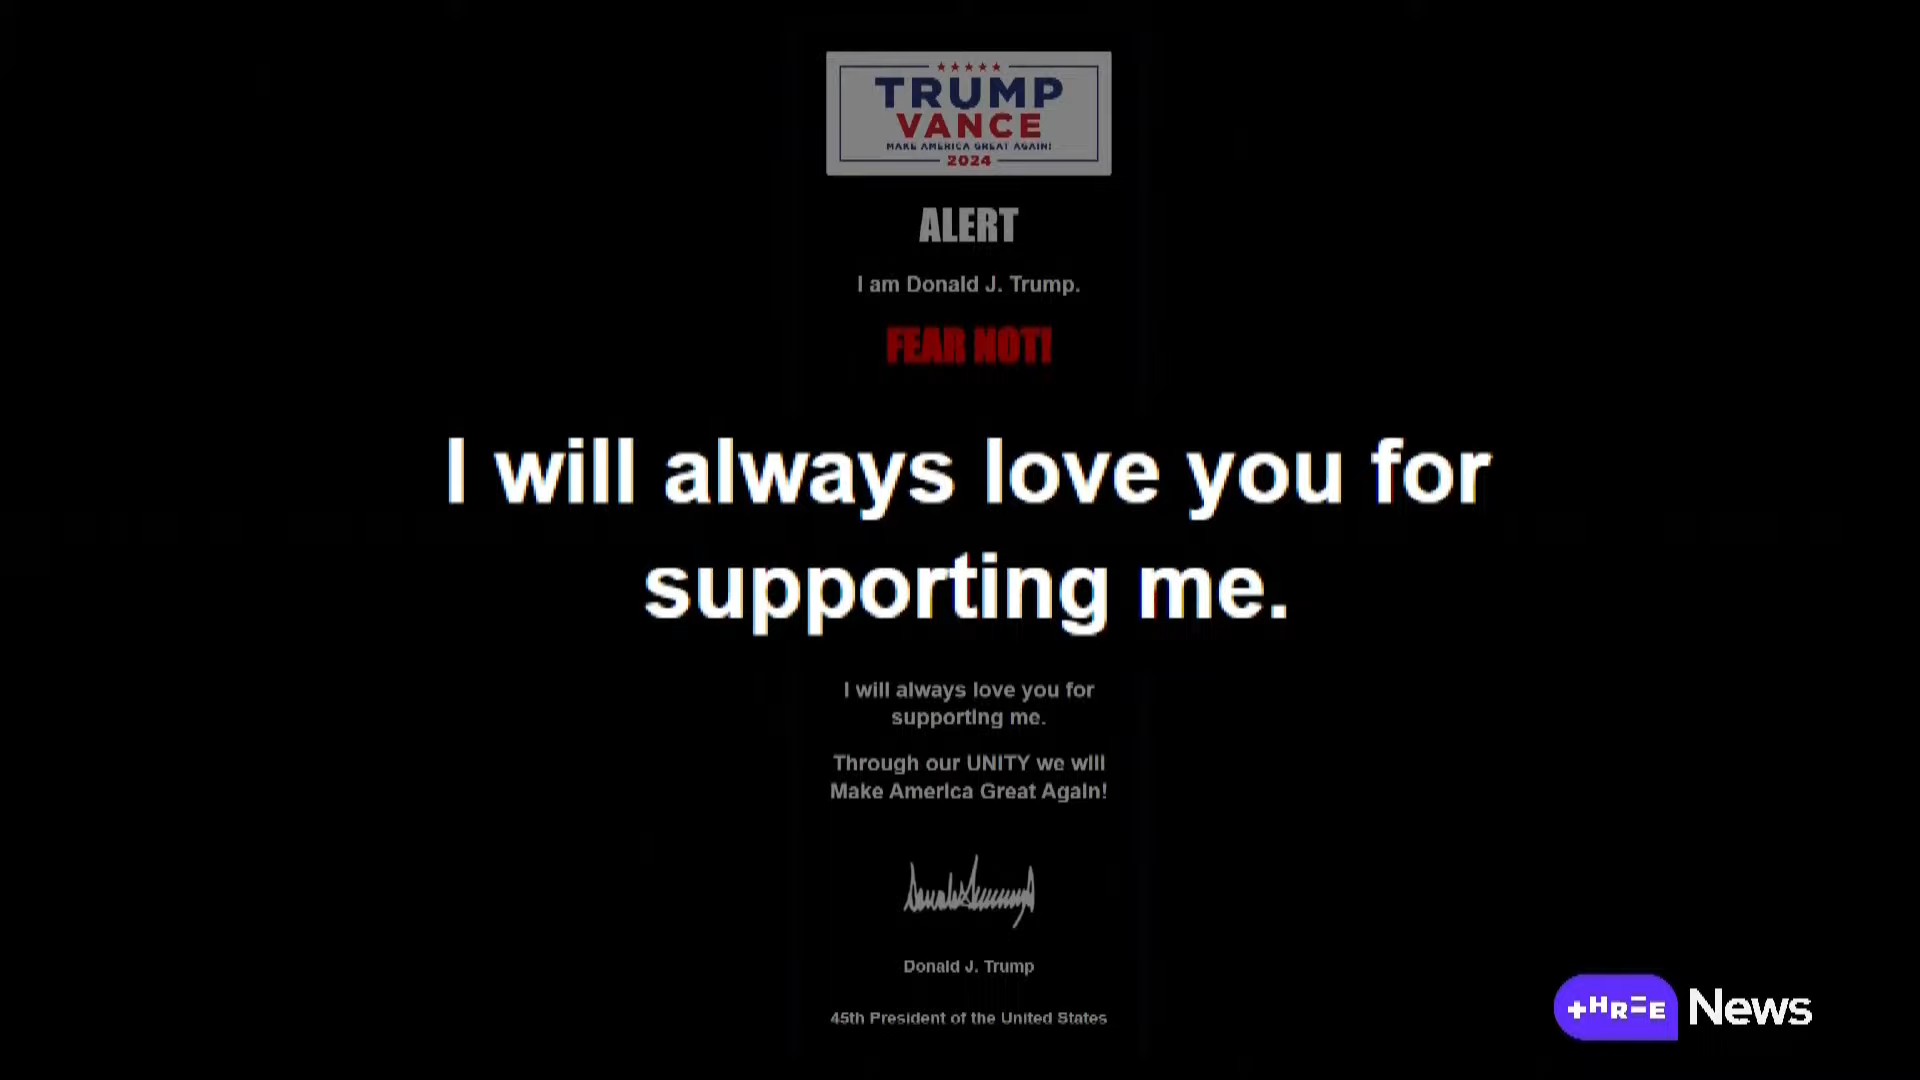 TRUMP
VANCE
MAKE AMERICA GREAT AGAIN!
2024
ALERT
I am Donald J. Trump.
FEAR NOT!
I will always love you for
supporting me.
I will always love you for
supporting me.
Through our UNITY we will
Make America Great Again!
Donald J. Trump
45th President of the United States
THREE News